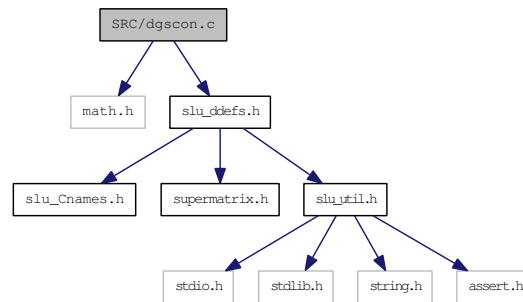 SRC/dgscon.c
math.h
slu_ddefs.h
slu_Cnames.h
supermatrix.h
slu_util.h
stdio.h
stdlib.h
string.h
assert.h